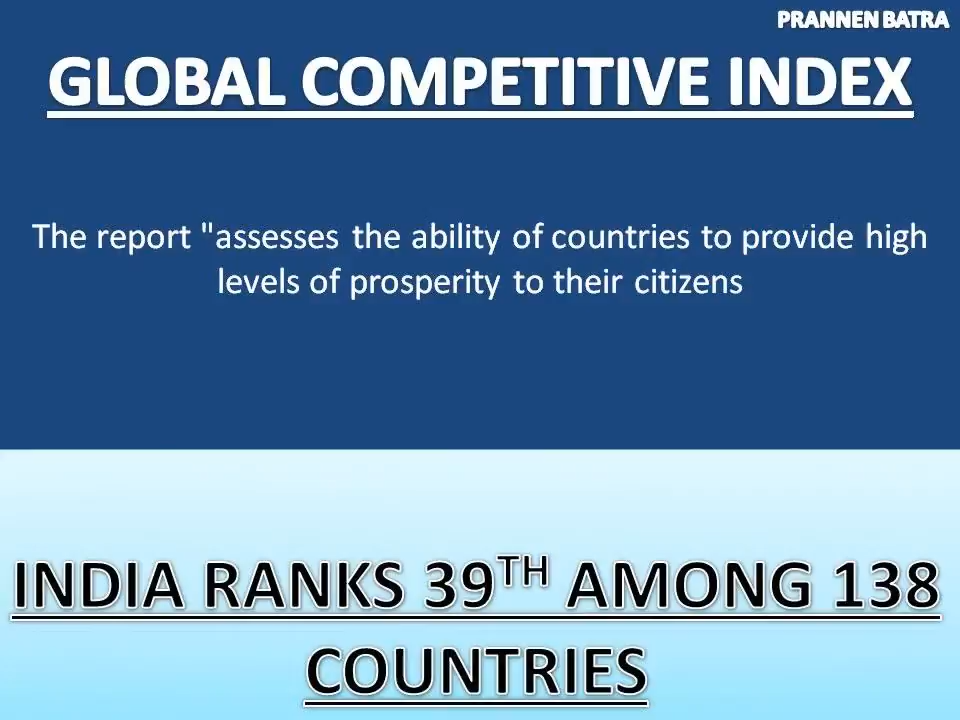 PRANNEN BATRA
GLOBAL COMPETITIVE INDEX
The report "assesses the ability of countries to provide high
levels of prosperity to their citizens
INDIA RANKS 39TH AMONG 138
COUNTRIES